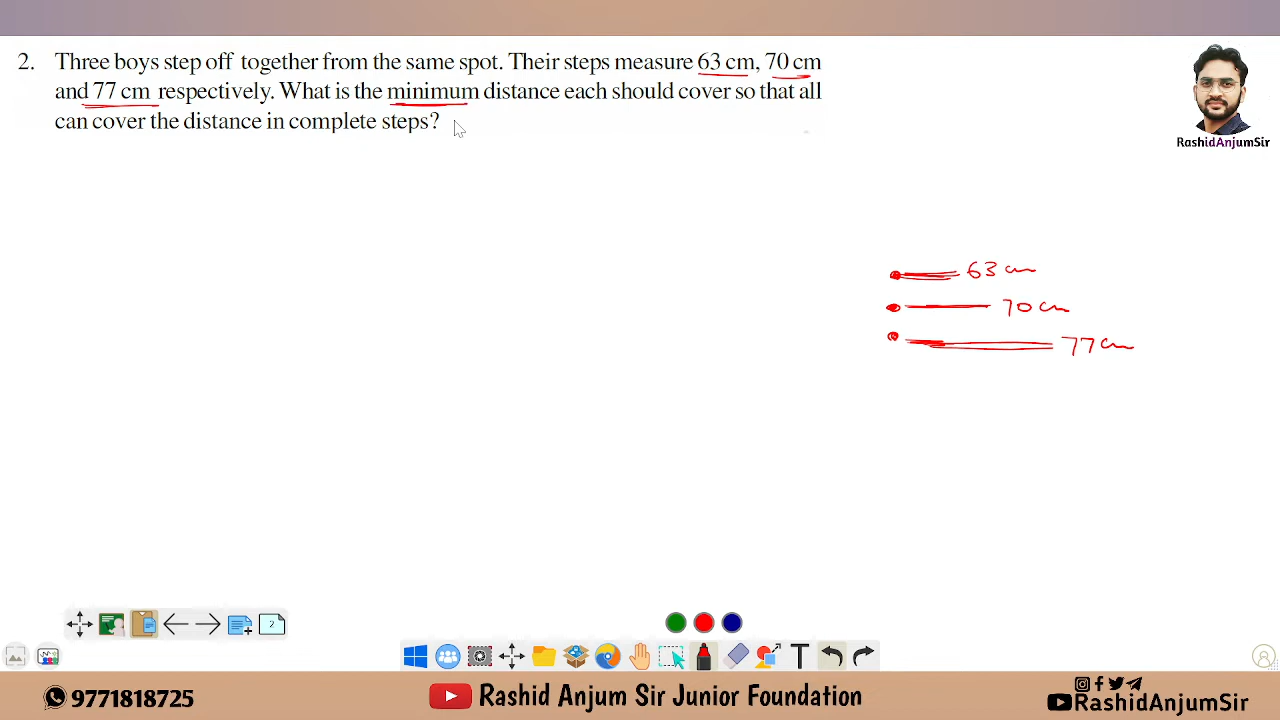 2. Three boys step off together from the same spot. Their steps measure 63 cm, 70 cm
and 77 cm respectively. What is the minimum distance each should cover so that all
can cover the distance in complete steps?
RashidAnjumSir
63 cm
70 cm
77 cm
2
T
9771818725
Rashid Anjum Sir Junior Foundation
RashidAnjumSir